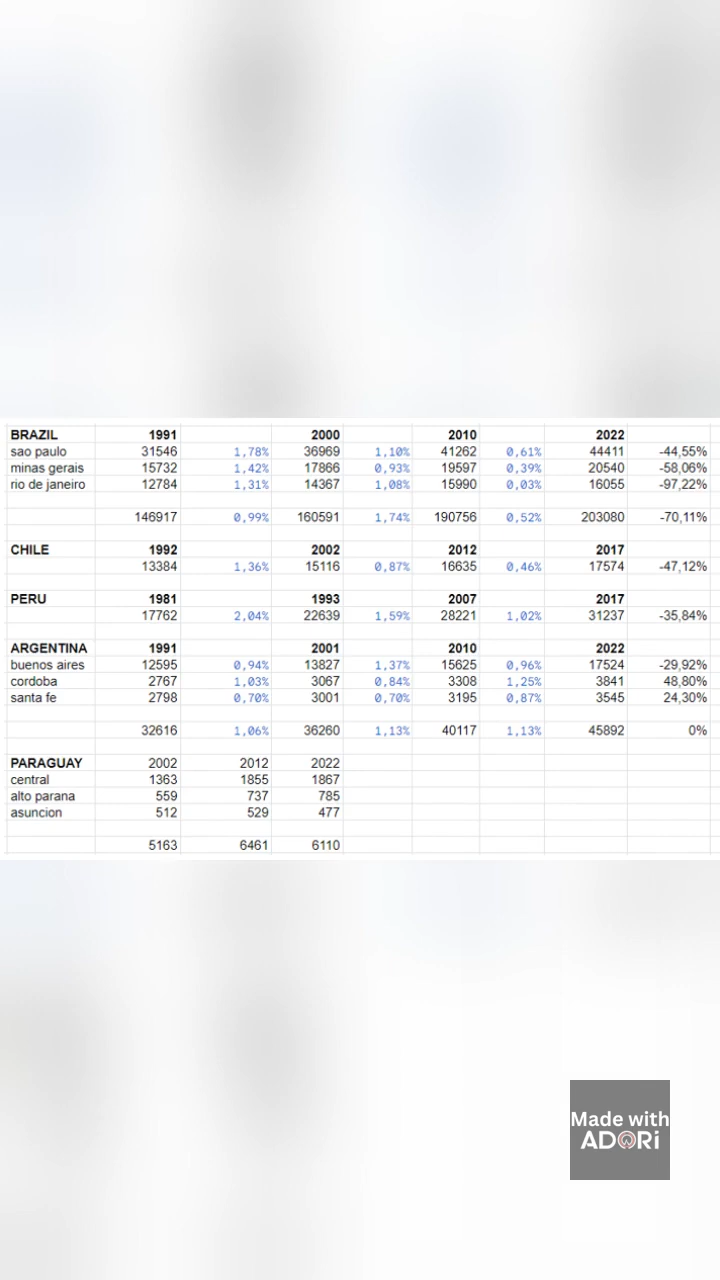 BRAZIL 1991 2000 2010 2022
sao paulo 31546 1,78% 36969 1,10% 41262 0,61% 44411 -44,55%
minas gerais 15732 1,42% 17866 0,93% 19597 0,39% 20540 -58,06%
rio de janeiro 12784 1,31% 14367 1,08% 15990 0,03% 16055 -97,22%
146917 0,99% 160591 1,74% 190756 0,52% 203080 -70,11%
CHILE 1992 2002 2012 2017
13384 1,36% 15116 0,87% 16635 0,46% 17574 -47,12%
PERU 1981 1993 2007 2017
17762 2,04% 22639 1,59% 28221 1,02% 31237 -35,84%
ARGENTINA 1991 2001 2010 2022
buenos aires 12595 0,94% 13827 1,37% 15625 0,96% 17524 -29,92%
cordoba 2767 1,03% 3067 0,84% 3308 1,25% 3841 48,80%
santa fe 2798 0,70% 3001 0,70% 3195 0,87% 3545 24,30%
32616 1,06% 36260 1,13% 40117 1,13% 45892 0%
PARAGUAY 2002 2012 2022
central 1363 1855 1867
alto parana 559 737 785
asuncion 512 529 477
5163 6461 6110
Made with
ADORi